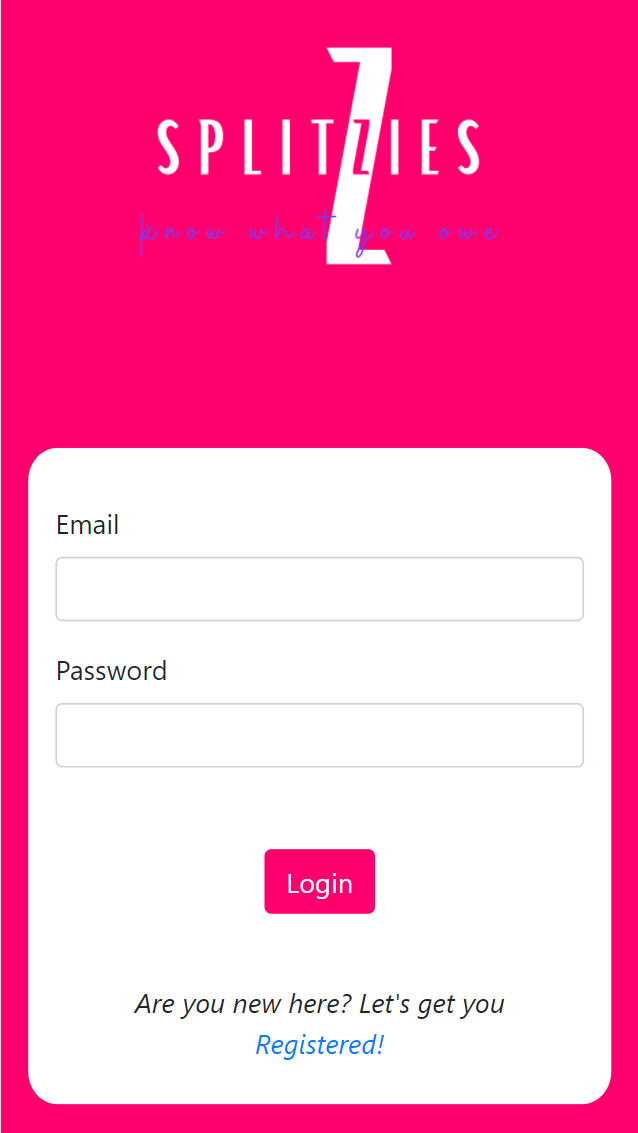 SPLITZIES
know what you owe
Email
Password
Login
Are you new here? Let's get you
Registered!